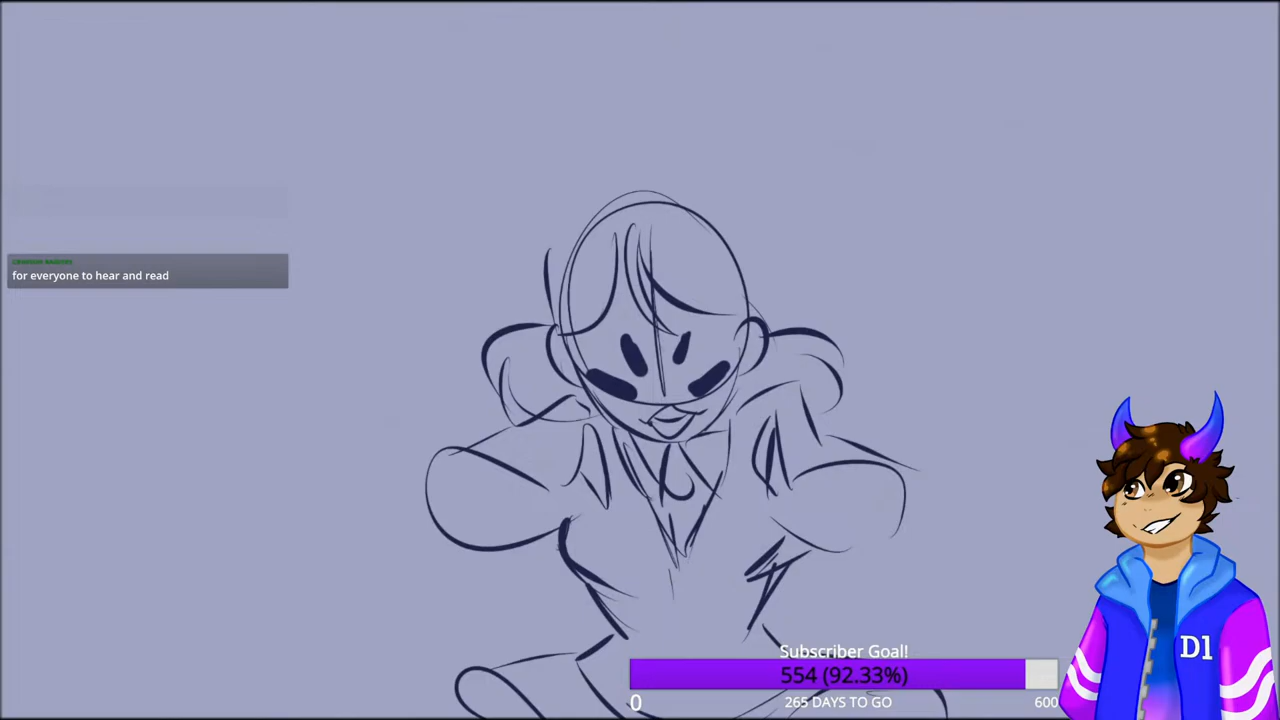 for everyone to hear and read
D1
Subscriber Goal!
554 (92.33%)
0
265 DAYS TO GO
600